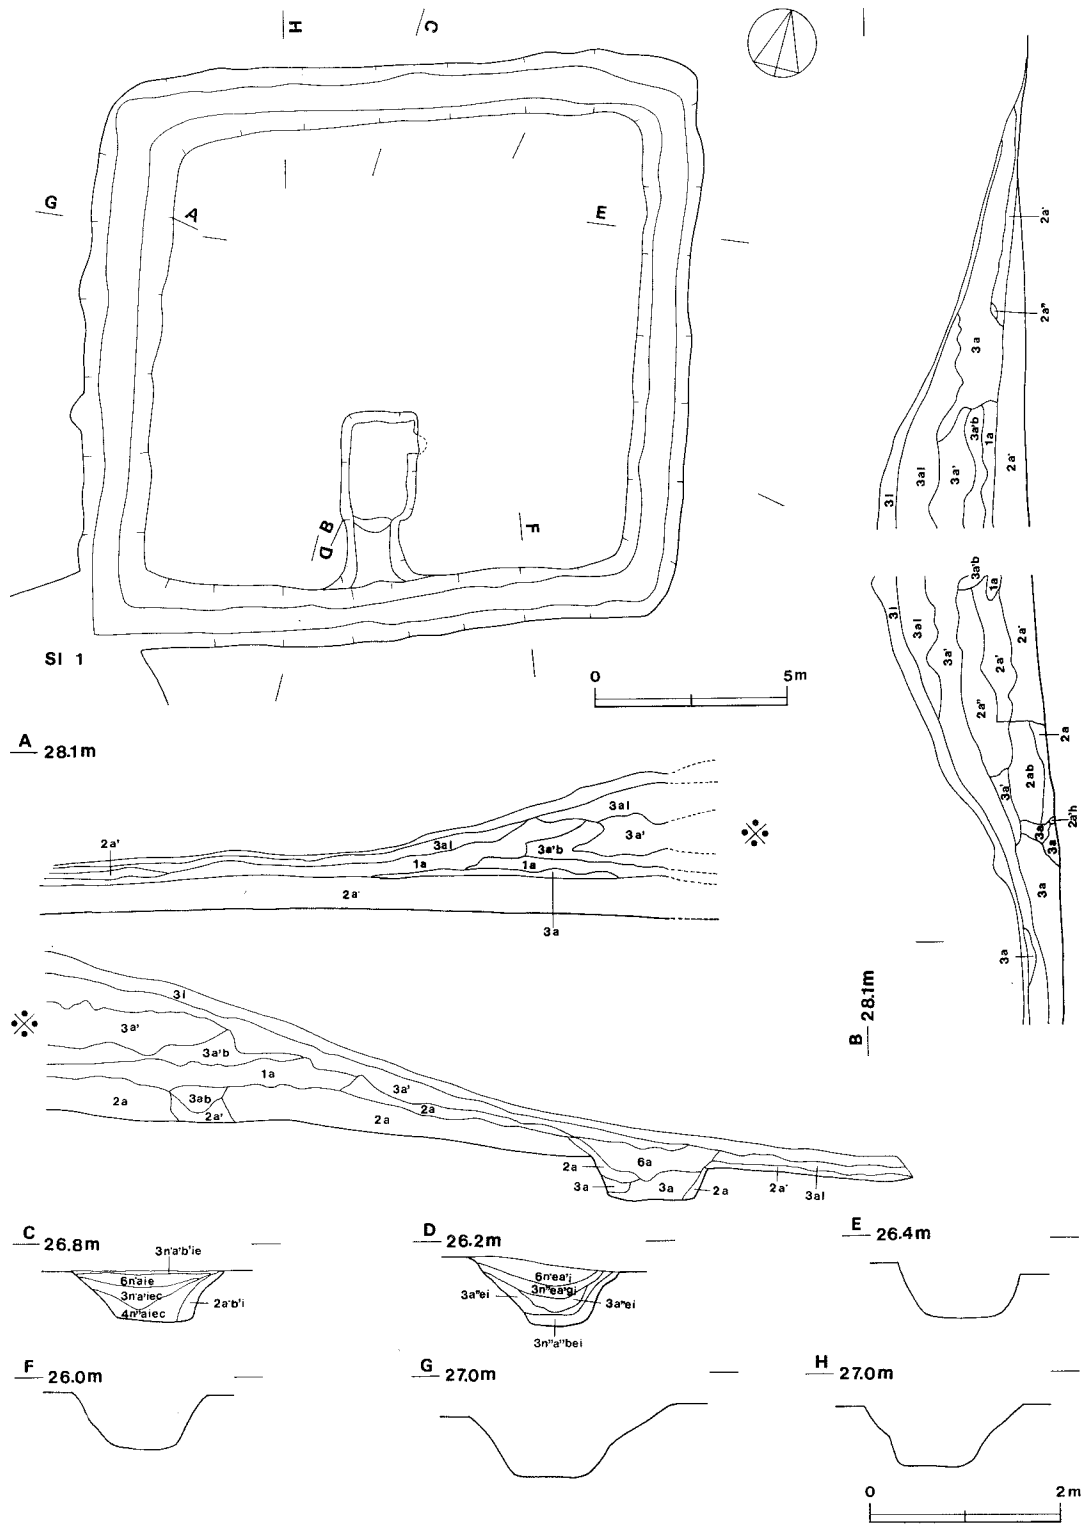 H
C
G
A
E
B
D
F
SI 1
0 5m
2a'
2a"
3a
3a'b
1a
2a'
3a'
3al
3l
3a'b
1a
3l
3al
3a'
2a'
2a'
2a"
2a
2ab
3a'
2a'h
3a
3a
3a
3a
B 28.1m
A 28.1m
3al
2a'
3al
3a'
3a'b
1a
1a
2a'
3a
3l
3a'
3a'b
1a
3a'
2a
3ab
2a
2a
2a'
6a
2a
3a
3a
2a
2a'
3al
C 26.8m
3n'a'b'ie
6n'aie
3n'a'iec
4n"aiec
2a'b'i
D 26.2m
6n'ea'j
3n"ea'gj
3a"ei
3a"ei
3n"a"bei
E 26.4m
F 26.0m
G 27.0m
H 27.0m
0 2m